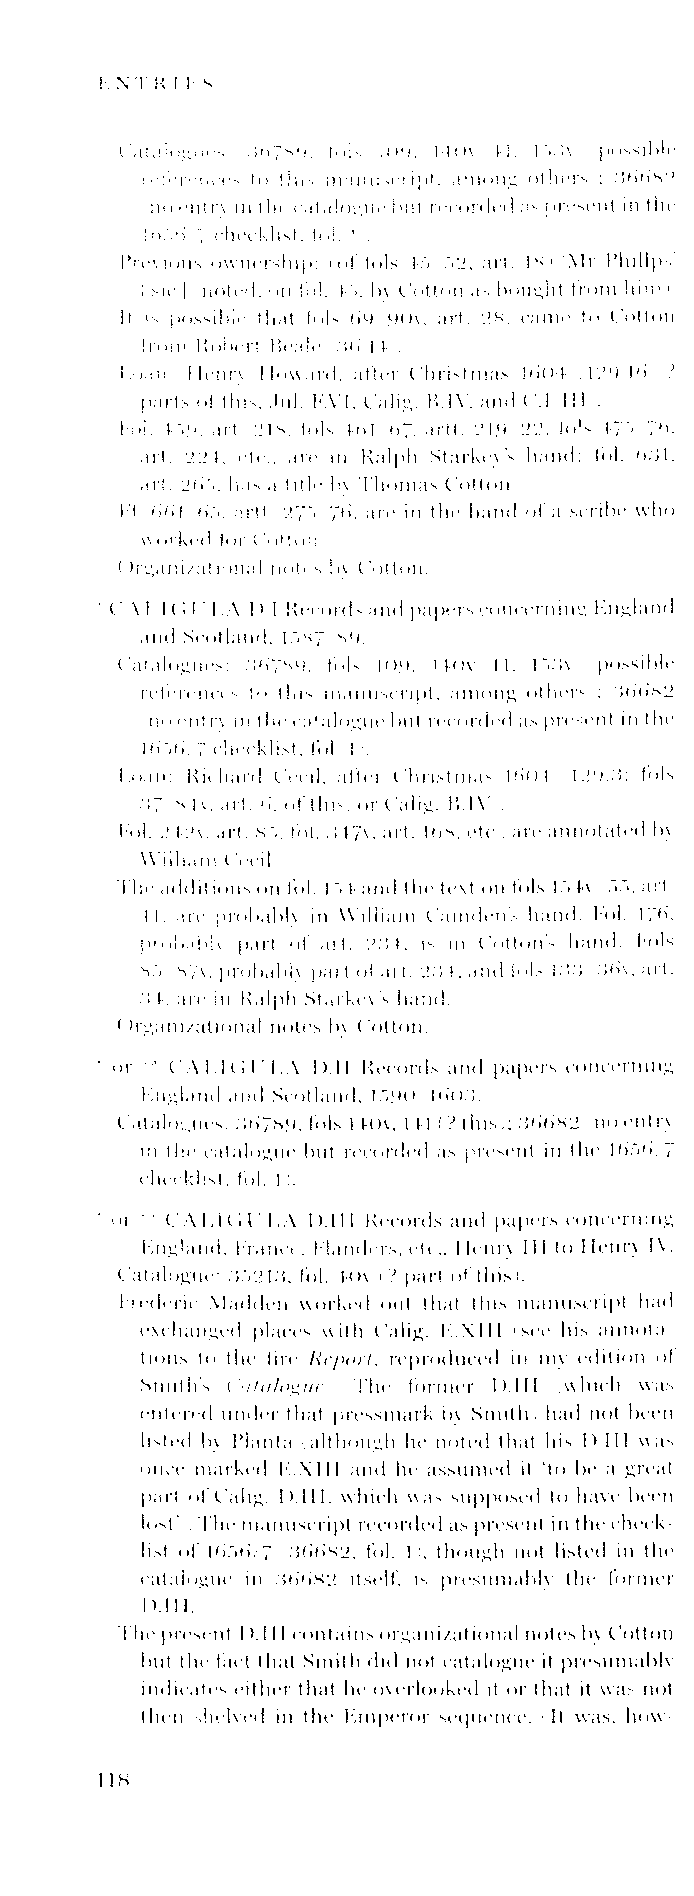 ENTRIES
Catalogues: 36789, fols 109, 140v–41, 153v (possible
references to this manuscript, among others); 36682
(no entry in the catalogue but recorded as present in the
1656/7 checklist, fol.
Previous ownership: (of fols 45–52, art. 18) 'Mr Philips'
[sic] (noted, on fol. 45, by Cotton as bought from him).
It is possible that fols 69–90v, art. 28, came to Cotton
from Robert Beale
Loan: Henry Howard, after Christmas 1604
parts of this, Jul. F.VI, Calig. B.IV, and C.I–III).
Fol. 459, art. 218, fols 461–67, artt. 219–22, fols 475–76,
art. 224, etc., are in Ralph Starkey's hand; fol. 631,
art. 265, has a title by Thomas Cotton.
Ff. 664–65, artt. 275–76, are in the hand of a scribe who
worked for Cotton.
Organizational notes by Cotton.
CALIGULA D.I Records and papers concerning England
and Scotland, 1587–89.
Catalogues: 36789, fols 109, 140v–41, 153v (possible
references to this manuscript, among others); 36682
(no entry in the catalogue but recorded as present in the
1656/7 checklist, fol.
Loan: Richard Cecil, after Christmas 1604 (129.3: fols
37–84v, art. 6, of this, or Calig. B.IV).
Fol. 242v, art. 85, fol. 347v, art. 168, etc., are annotated by
William Cecil.
The additions on fol. 154 and the text on fols 154v–55, art.
41, are probably in William Camden's hand. Fol. 176,
probably part of art. 234, is in Cotton's hand. Fols
85–87v, probably part of art. 234, and fols 133–36v, art.
34, are in Ralph Starkey's hand.
Organizational notes by Cotton.
or CALIGULA D.II Records and papers concerning
England and Scotland, 1590–1603.
Catalogues: 36789, fols 140v, 141 (? this); 36682 (no entry
in the catalogue but recorded as present in the 1656/7
checklist, fol.
or CALIGULA D.III Records and papers concerning
England, France, Flanders, etc., Henry III to Henry IV.
Catalogue: 35213, fol. 40v (? part of this).
Frederic Madden worked out that this manuscript had
exchanged places with Calig. E.XIII (see his annota-
tions to the fire Report, reproduced in my edition of
Smith's Catalogue). The former D.III (which was
entered under that pressmark by Smith) had not been
listed by Planta (although he noted that his D.III was
once marked E.XIII and he assumed it 'to be a great
part of Calig. D.III, which was supposed to have been
lost'). The manuscript recorded as present in the check-
list of 1656/7 (36682, fol. though not listed in the
catalogue in 36682 itself, is presumably the former
D.III.
The present D.III contains organizational notes by Cotton
but the fact that Smith did not catalogue it presumably
indicates either that he overlooked it or that it was not
then shelved in the Emperor sequence. (It was, how-
118